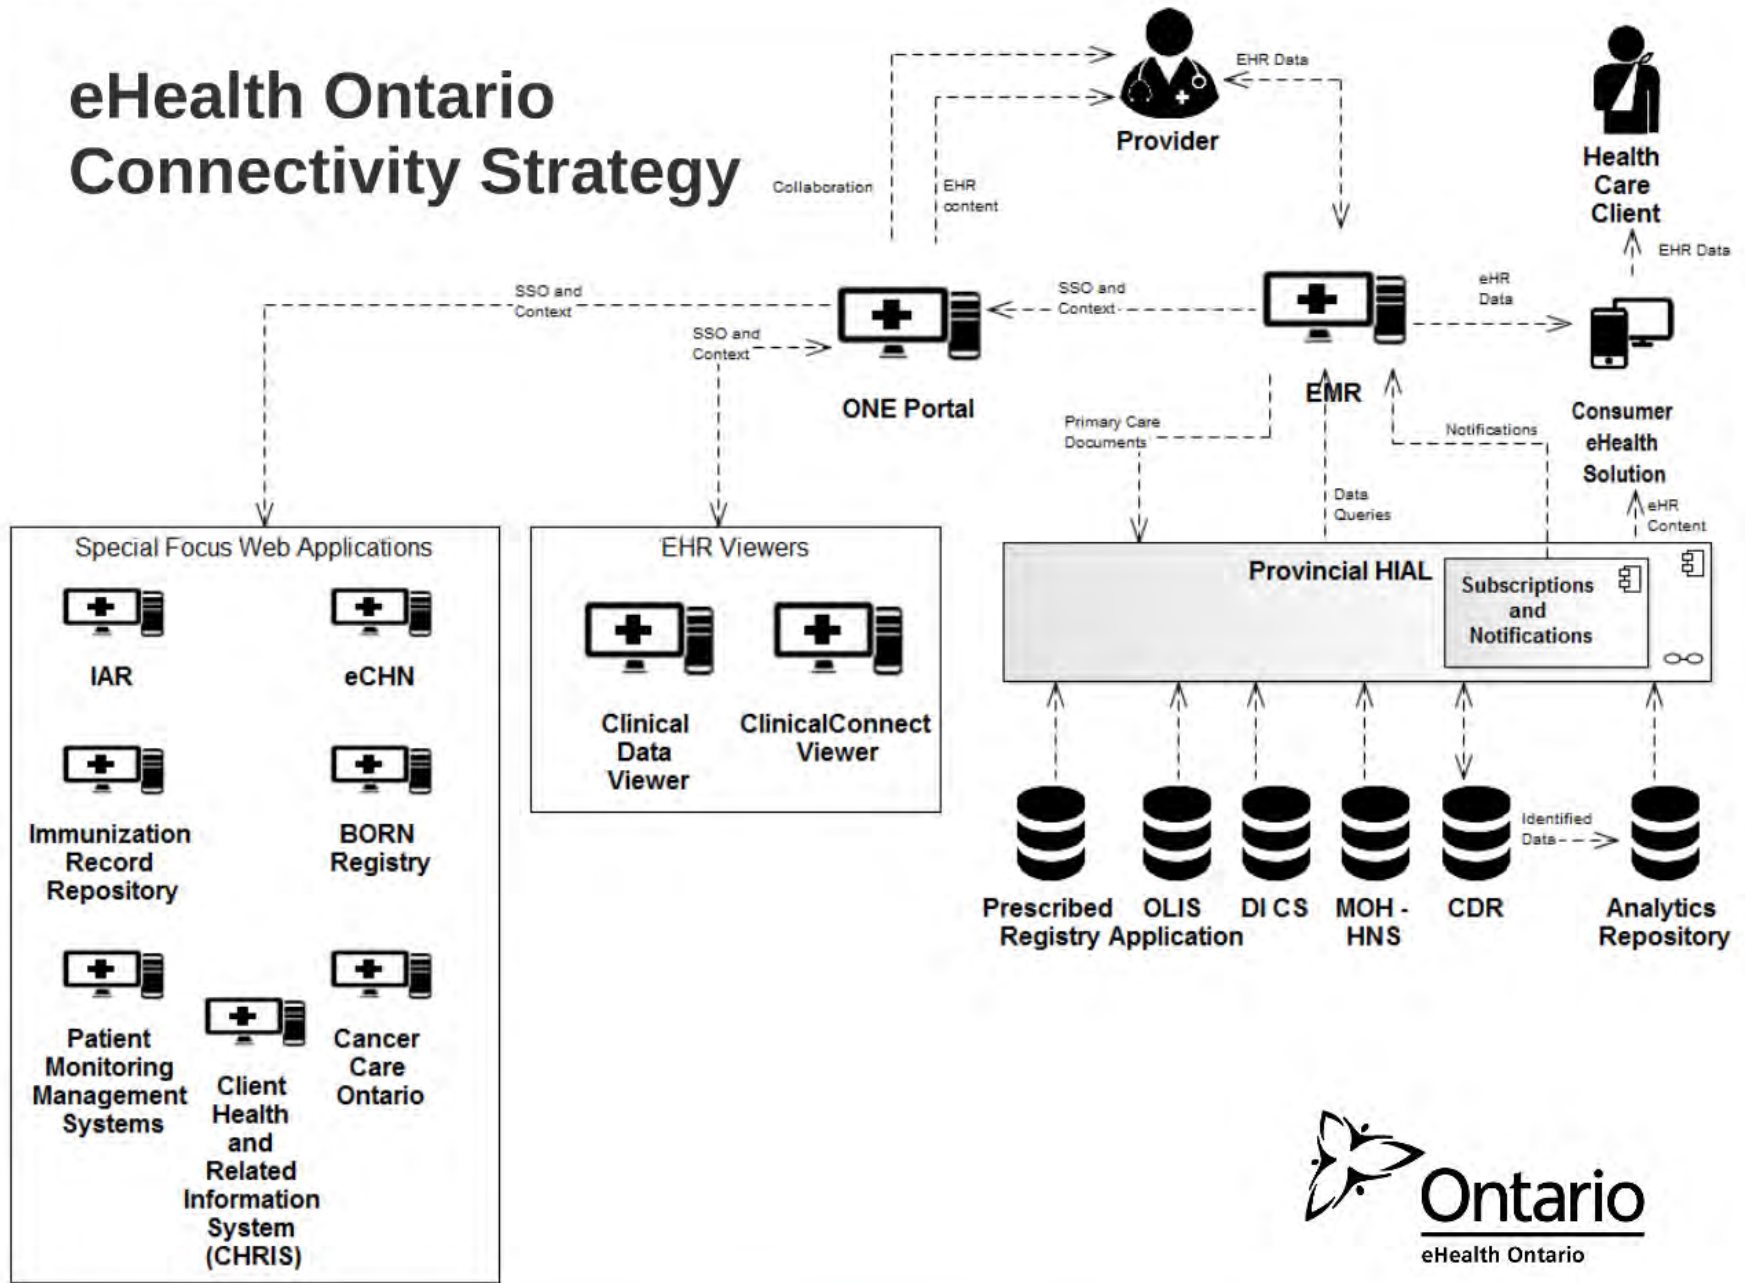 eHealth Ontario
Connectivity Strategy
Provider
EHR Data
Health
Care
Client
Collaboration
EHR
content
EHR Data
SSO and
Context
SSO and
Context
SSO and
Context
eHR
Data
ONE Portal
EMR
Consumer
eHealth
Solution
Primary Care
Documents
Notifications
Data
Queries
eHR
Content
Special Focus Web Applications
IAR
eCHN
Immunization
Record
Repository
BORN
Registry
Patient
Monitoring
Management
Systems
Client
Health
and
Related
Information
System
(CHRIS)
Cancer
Care
Ontario
EHR Viewers
Clinical
Data
Viewer
ClinicalConnect
Viewer
Provincial HIAL
Subscriptions
and
Notifications
Identified
Data
Prescribed
Registry
OLIS
Application
DI CS
MOH -
HNS
CDR
Analytics
Repository
Ontario
eHealth Ontario